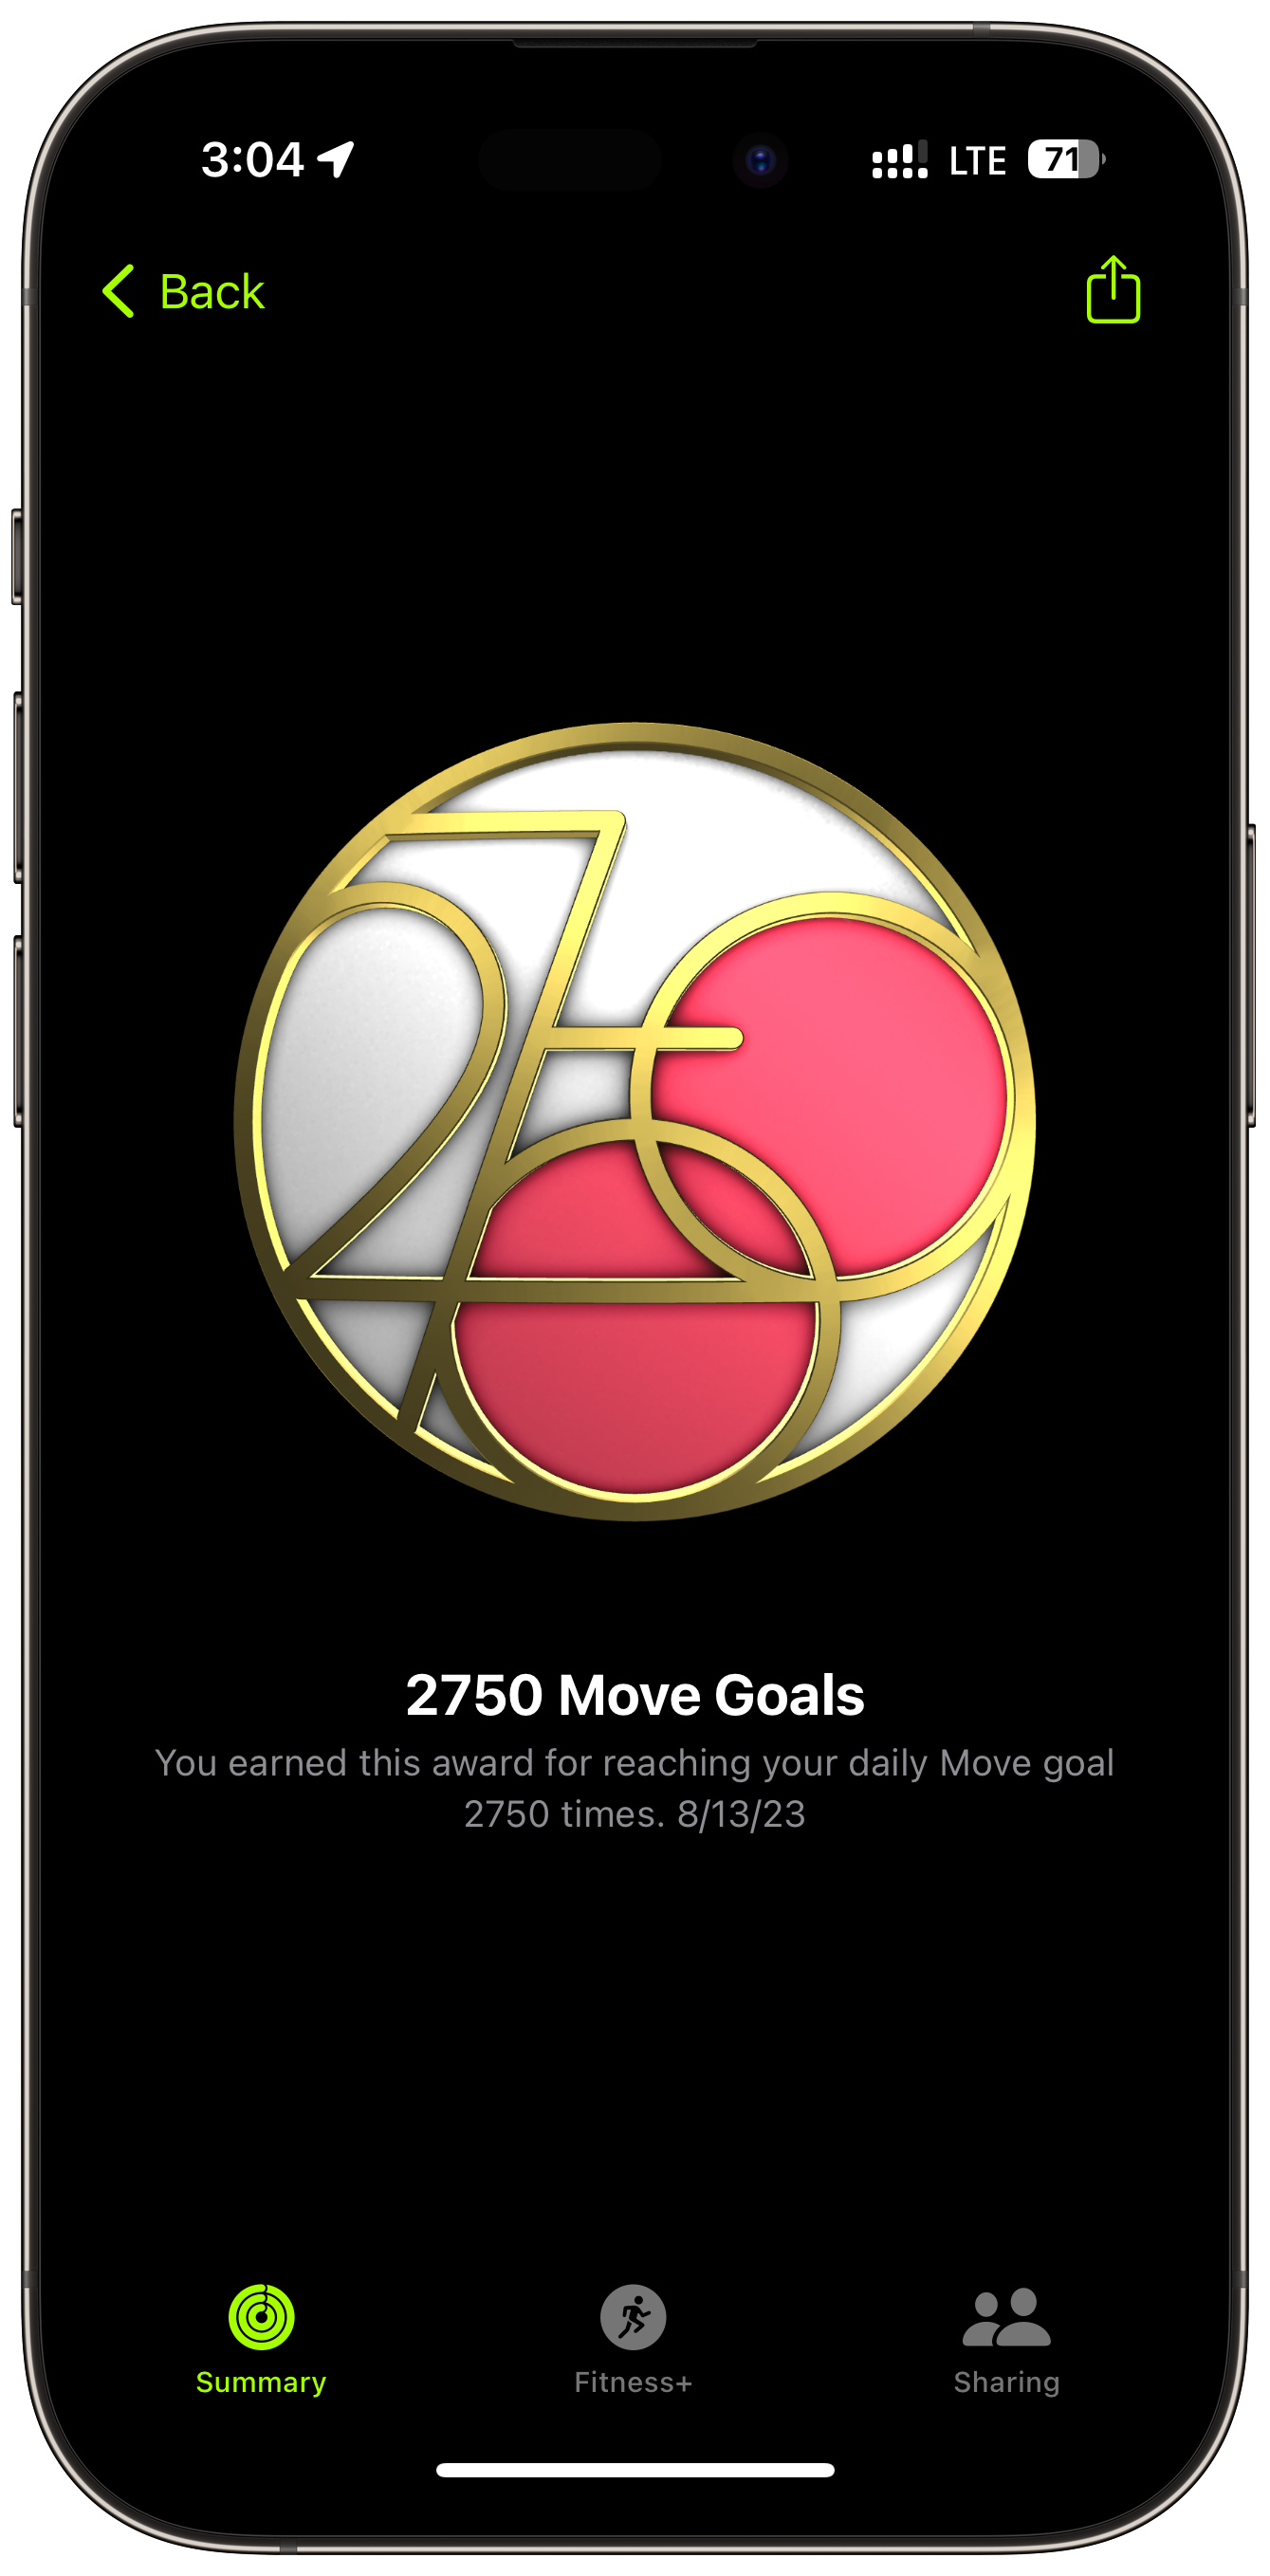 3:04 LTE 71
Back
2750
2750 Move Goals
You earned this award for reaching your daily Move goal
2750 times. 8/13/23
Summary Fitness+ Sharing